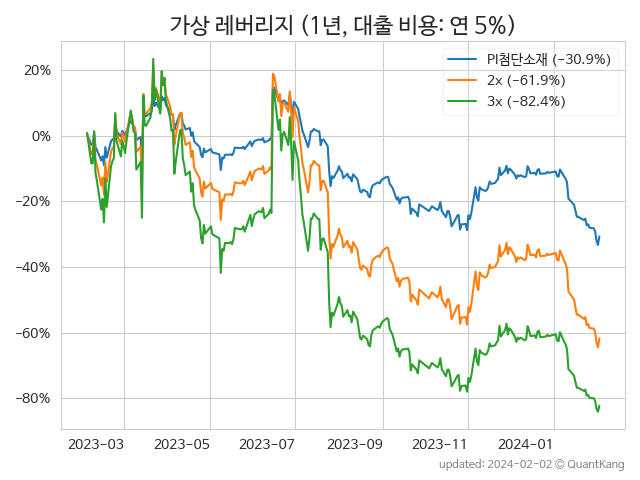 가상 레버리지 (1년, 대출 비용: 연 5%)
PI첨단소재 (−30.9%)
2x (−61.9%)
3x (−82.4%)
20%
0%
−20%
−40%
−60%
−80%
2023-03 2023-05 2023-07 2023-09 2023-11 2024-01
updated: 2024-02-02 © QuantKang